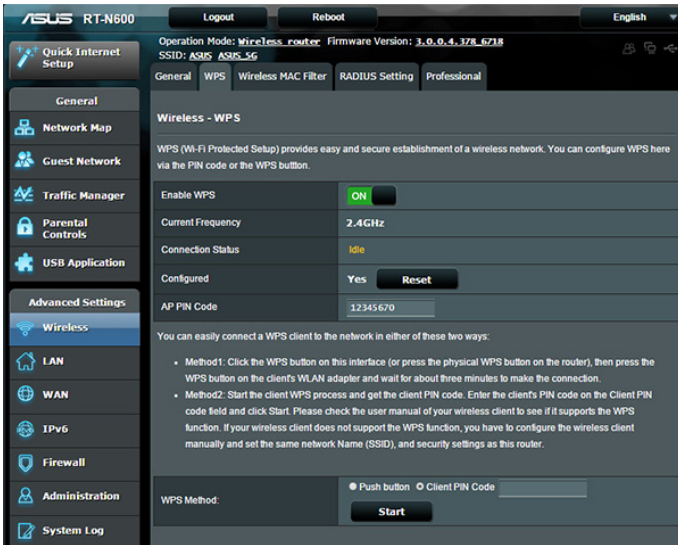 ASUS RT-N600
Logout
Reboot
English
Quick Internet
Setup
Operation Mode: Wireless router Firmware Version: 3.0.0.4.378_6718
SSID: ASUS ASUS_5G
General
WPS
Wireless MAC Filter
RADIUS Setting
Professional
General
Network Map
Guest Network
Traffic Manager
Parental
Controls
USB Application
Advanced Settings
Wireless
LAN
WAN
IPv6
Firewall
Administration
System Log
Wireless - WPS
WPS (Wi-Fi Protected Setup) provides easy and secure establishment of a wireless network. You can configure WPS here
via the PIN code or the WPS buttton.
Enable WPS
ON
Current Frequency
2.4GHz
Connection Status
Idle
Configured
Yes Reset
AP PIN Code
12345670
You can easily connect a WPS client to the network in either of these two ways:
• Method1: Click the WPS button on this interface (or press the physical WPS button on the router), then press the
WPS button on the client's WLAN adapter and wait for about three minutes to make the connection.
• Method2: Start the client WPS process and get the client PIN code. Enter the client's PIN code on the Client PIN
code field and click Start. Please check the user manual of your wireless client to see if it supports the WPS
function. If your wireless client does not support the WPS function, you have to configure the wireless client
manually and set the same network Name (SSID), and security settings as this router.
WPS Method:
Push button Client PIN Code
Start